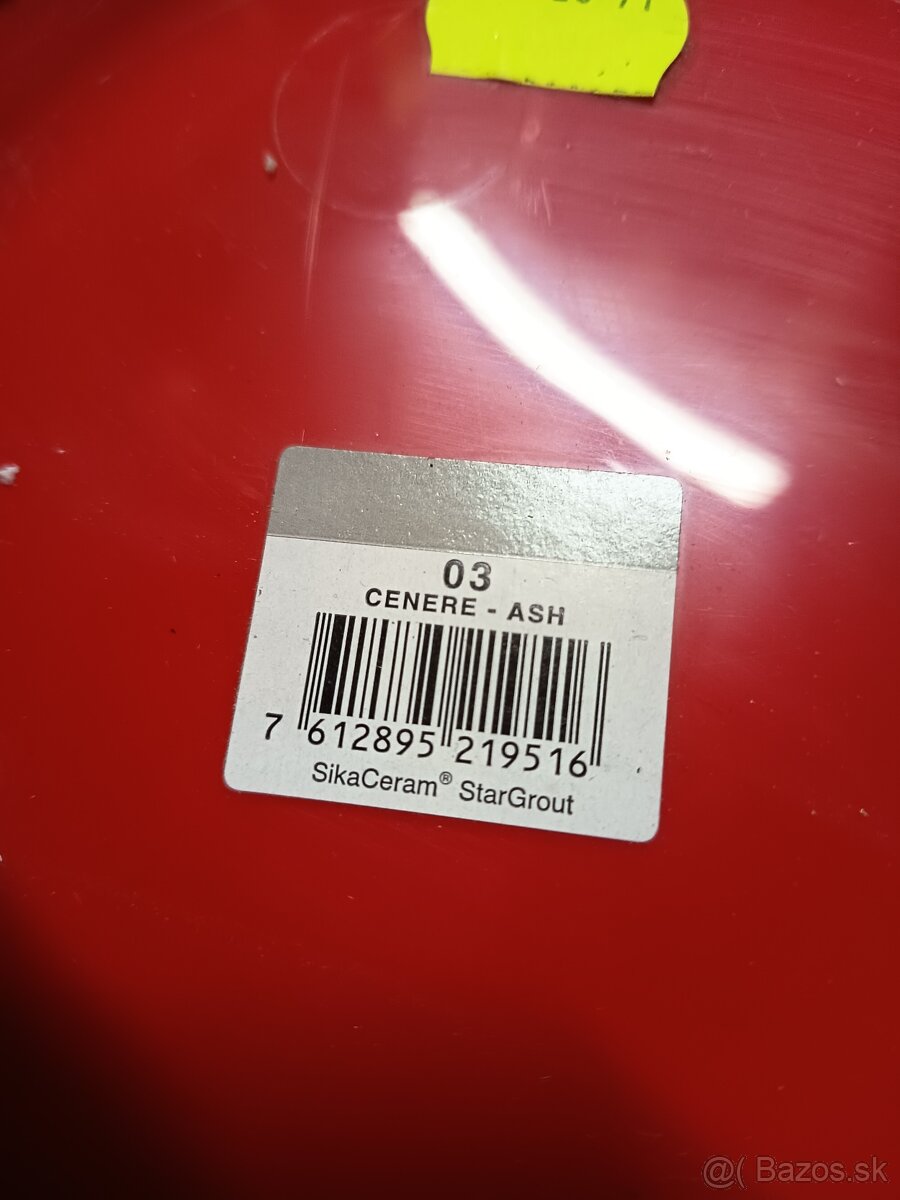 03
CENERE - ASH
7 612895 219516
SikaCeram® StarGrout
@( Bazos.sk